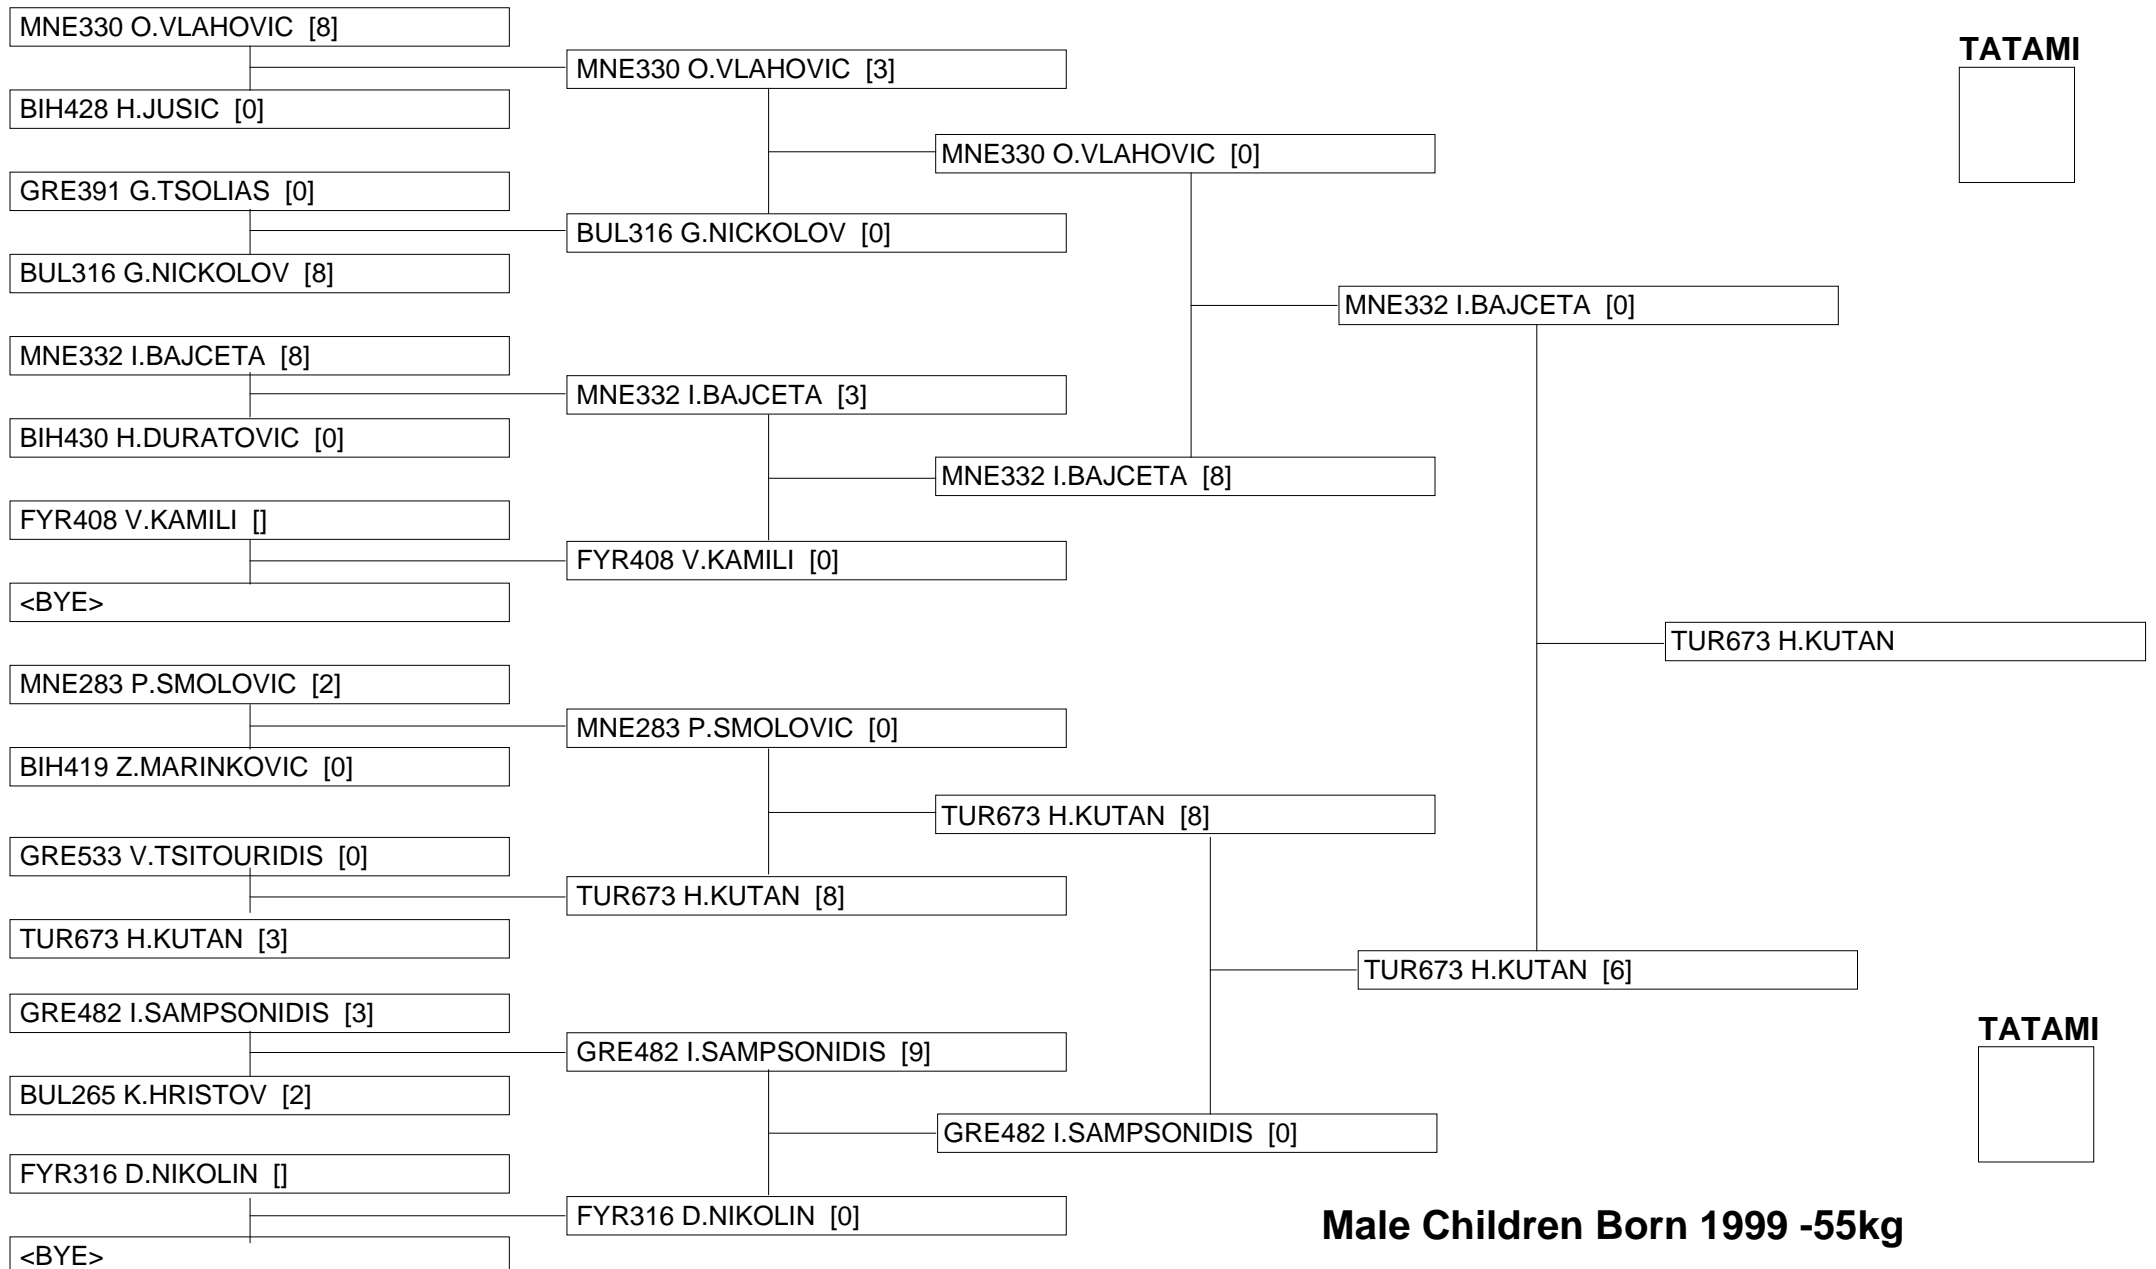 MNE330 O.VLAHOVIC [8]
BIH428 H.JUSIC [0]
GRE391 G.TSOLIAS [0]
BUL316 G.NICKOLOV [8]
MNE332 I.BAJCETA [8]
BIH430 H.DURATOVIC [0]
FYR408 V.KAMILI []
<BYE>
MNE283 P.SMOLOVIC [2]
BIH419 Z.MARINKOVIC [0]
GRE533 V.TSITOURIDIS [0]
TUR673 H.KUTAN [3]
GRE482 I.SAMPSONIDIS [3]
BUL265 K.HRISTOV [2]
FYR316 D.NIKOLIN []
<BYE>
MNE330 O.VLAHOVIC [3]
BUL316 G.NICKOLOV [0]
MNE332 I.BAJCETA [3]
FYR408 V.KAMILI [0]
MNE283 P.SMOLOVIC [0]
TUR673 H.KUTAN [8]
GRE482 I.SAMPSONIDIS [9]
FYR316 D.NIKOLIN [0]
MNE330 O.VLAHOVIC [0]
MNE332 I.BAJCETA [8]
TUR673 H.KUTAN [8]
GRE482 I.SAMPSONIDIS [0]
MNE332 I.BAJCETA [0]
TUR673 H.KUTAN [6]
TUR673 H.KUTAN
TATAMI
TATAMI
Male Children Born 1999 -55kg